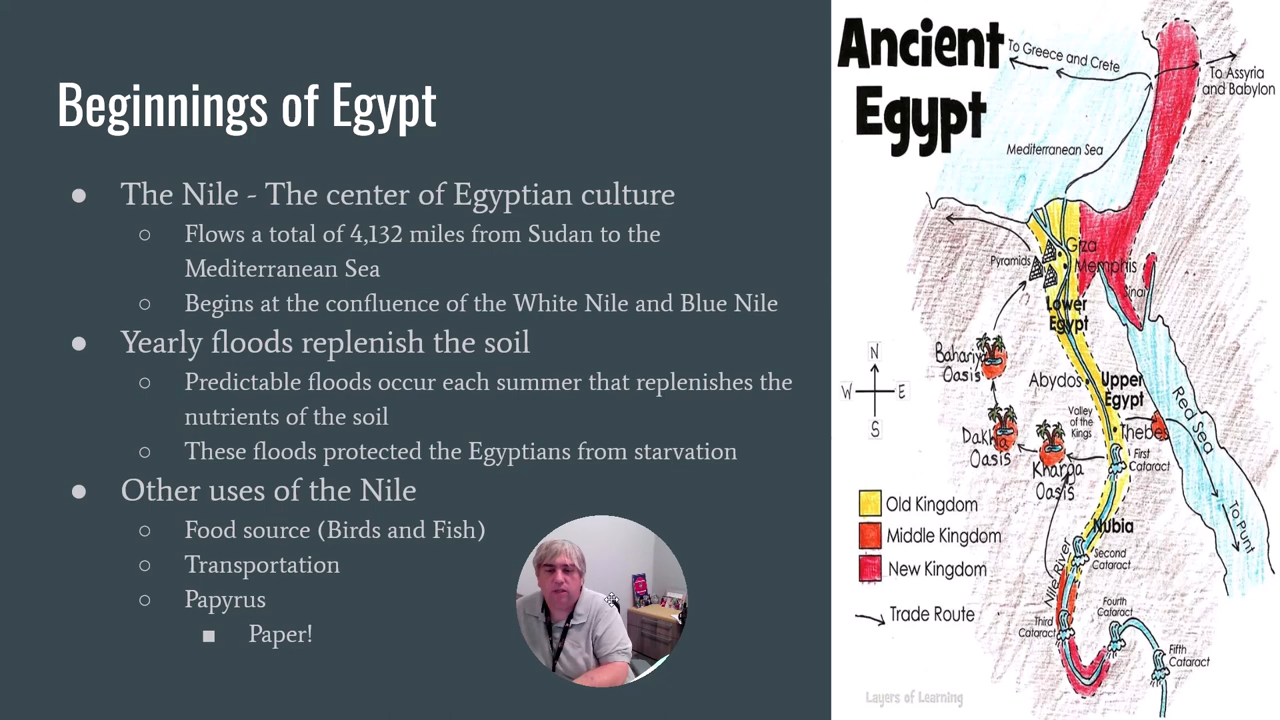 Beginnings of Egypt
● The Nile - The center of Egyptian culture
○ Flows a total of 4,132 miles from Sudan to the
Mediterranean Sea
○ Begins at the confluence of the White Nile and Blue Nile
● Yearly floods replenish the soil
○ Predictable floods occur each summer that replenishes the
nutrients of the soil
○ These floods protected the Egyptians from starvation
● Other uses of the Nile
○ Food source (Birds and Fish)
○ Transportation
○ Papyrus
■ Paper!
Ancient
Egypt
To Greece and Crete
To Assyria
and Babylon
Mediterranean Sea
Giza
Pyramids
Memphis
Sinai
Lower
Egypt
Bahariya
Oasis
N
W E
S
Abydos
Upper
Egypt
Valley
of the
Kings
Thebes
Red Sea
Dakhla
Oasis
Kharga
Oasis
First
Cataract
To Punt
Old Kingdom
Middle Kingdom
New Kingdom
Trade Route
Nubia
Nile River
Second
Cataract
Third
Cataract
Fourth
Cataract
Fifth
Cataract
Layers of Learning